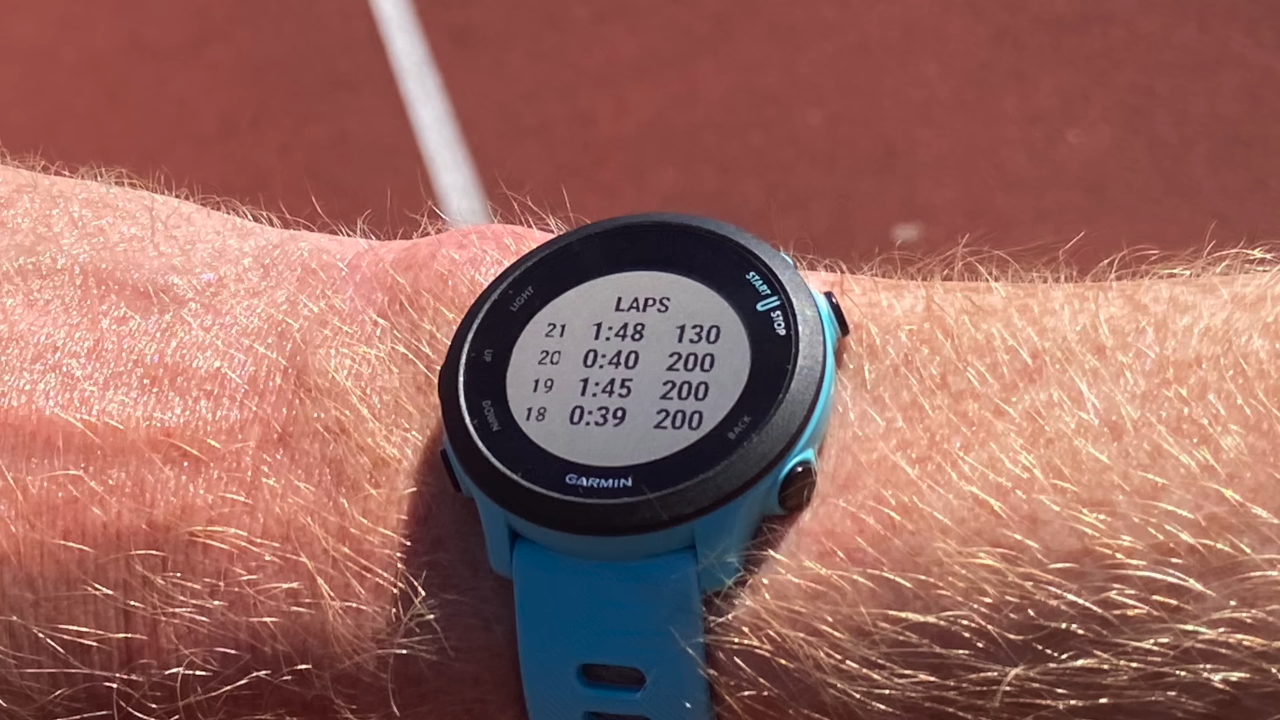 LIGHT
START
STOP
UP
DOWN
BACK
LAPS
21 1:48 130
20 0:40 200
19 1:45 200
18 0:39 200
GARMIN